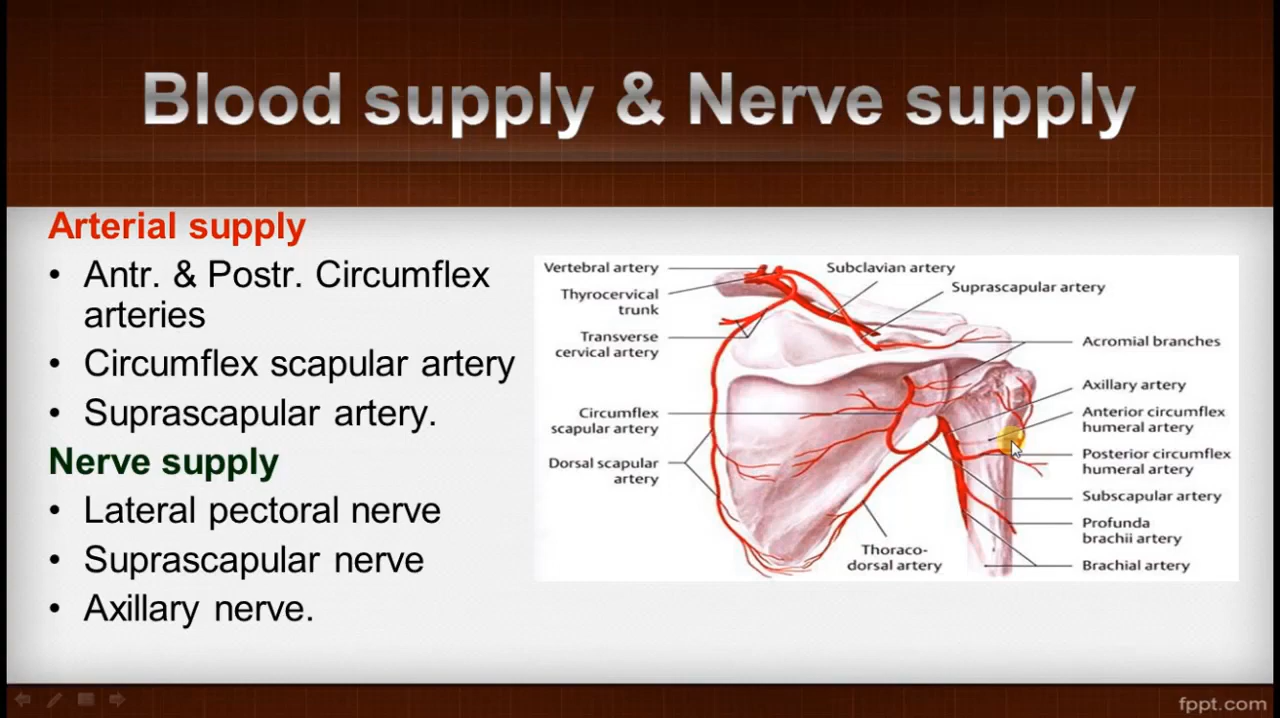 Blood supply & Nerve supply
Arterial supply
• Antr. & Postr. Circumflex
arteries
• Circumflex scapular artery
• Suprascapular artery.
Nerve supply
• Lateral pectoral nerve
• Suprascapular nerve
• Axillary nerve.
Vertebral artery
Thyrocervical
trunk
Transverse
cervical artery
Circumflex
scapular artery
Dorsal scapular
artery
Subclavian artery
Suprascapular artery
Acromial branches
Axillary artery
Anterior circumflex
humeral artery
Posterior circumflex
humeral artery
Subscapular artery
Profunda
brachii artery
Brachial artery
Thoraco-
dorsal artery
fppt.com